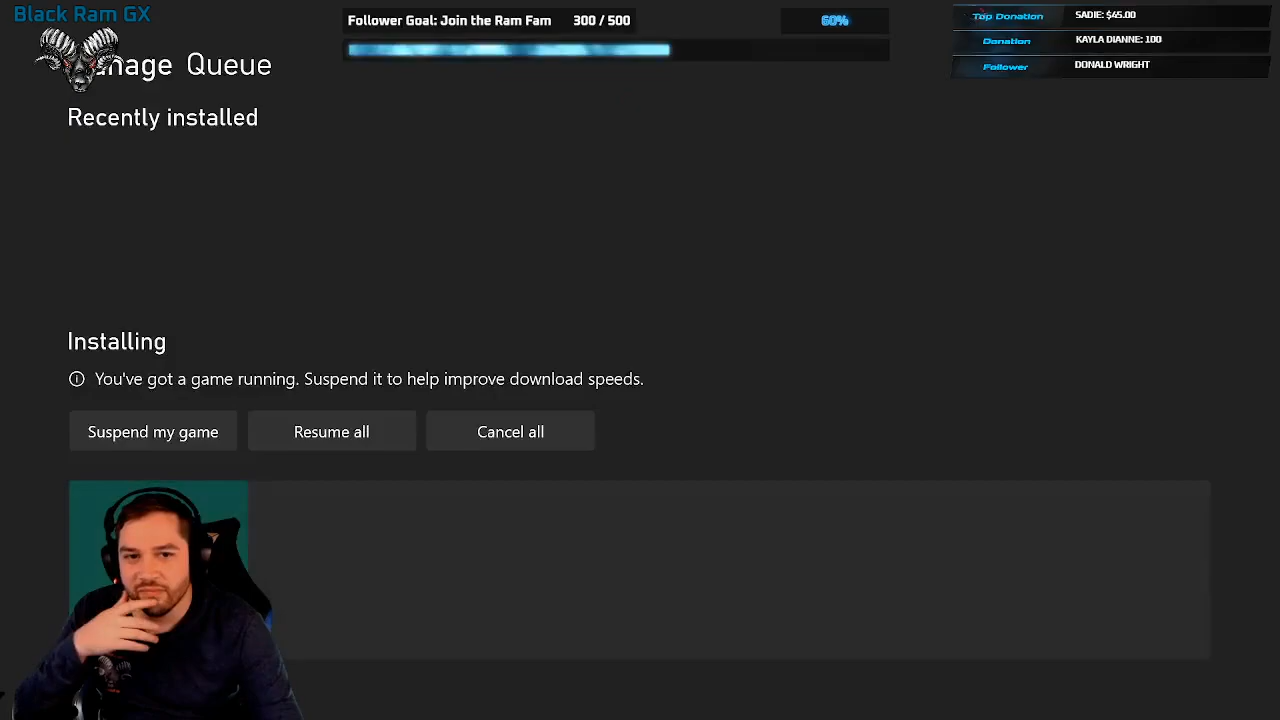 Black Ram GX
Follower Goal: Join the Ram Fam 300 / 500
60%
Top Donation SADIE: $45.00
Donation KAYLA DIANNE: 100
Follower DONALD WRIGHT
Queue
Recently installed
Installing
You've got a game running. Suspend it to help improve download speeds.
Suspend my game
Resume all
Cancel all